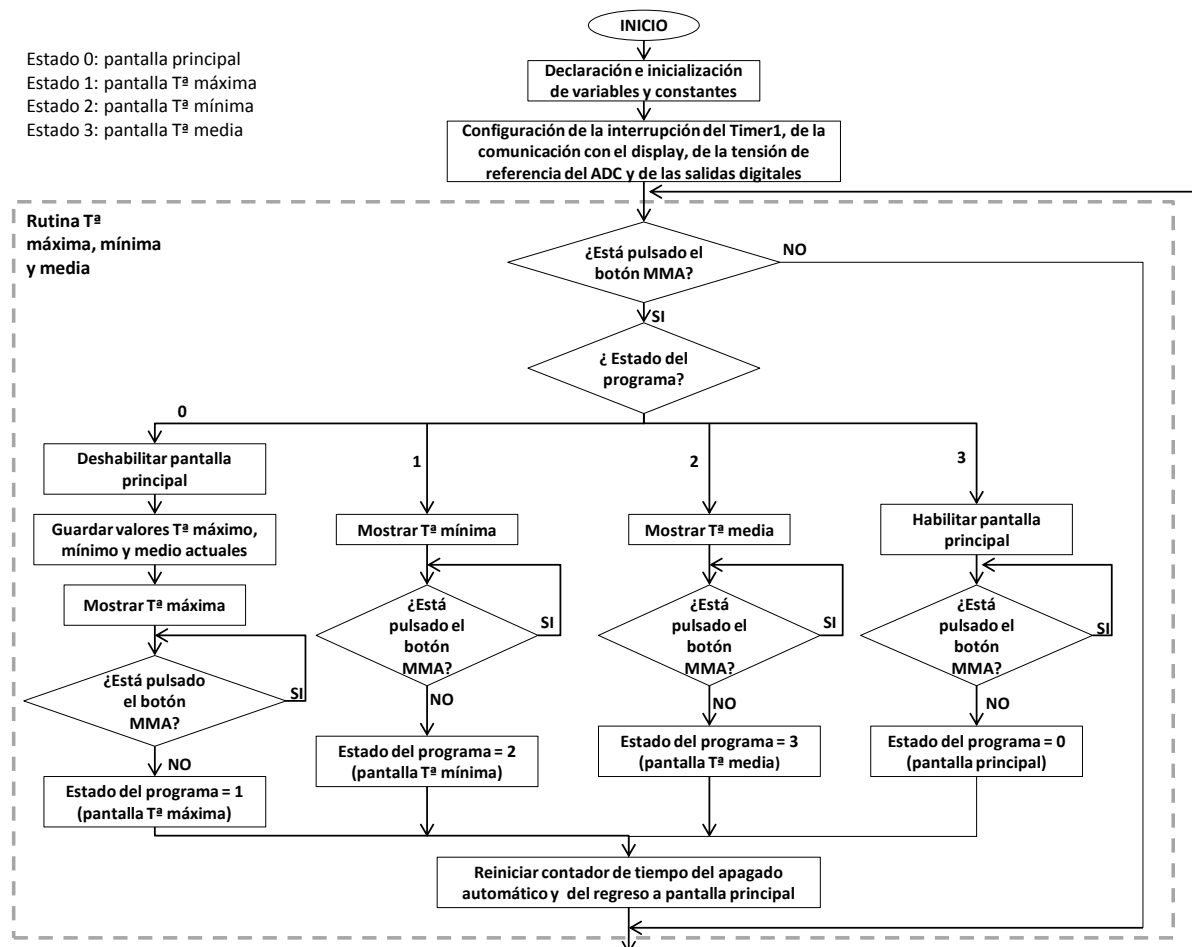 INICIO
Estado 0: pantalla principal
Estado 1: pantalla Tª máxima
Estado 2: pantalla Tª mínima
Estado 3: pantalla Tª media
Declaración e inicialización
de variables y constantes
Configuración de la interrupción del Timer1, de la
comunicación con el display, de la tensión de
referencia del ADC y de las salidas digitales
Rutina Tª
máxima, mínima
y media
¿Está pulsado el
botón MMA?
NO
SI
¿ Estado del
programa?
0
1
2
3
Deshabilitar pantalla
principal
Guardar valores Tª máximo,
mínimo y medio actuales
Mostrar Tª máxima
¿Está pulsado
el botón
MMA?
SI
NO
Estado del programa = 1
(pantalla Tª máxima)
Mostrar Tª mínima
¿Está
pulsado el
botón
MMA?
SI
NO
Estado del programa = 2
(pantalla Tª mínima)
Mostrar Tª media
¿Está
pulsado el
botón
MMA?
SI
NO
Estado del programa = 3
(pantalla Tª media)
Habilitar pantalla
principal
¿Está
pulsado el
botón
MMA?
SI
NO
Estado del programa = 0
(pantalla principal)
Reiniciar contador de tiempo del apagado
automático y del regreso a pantalla principal